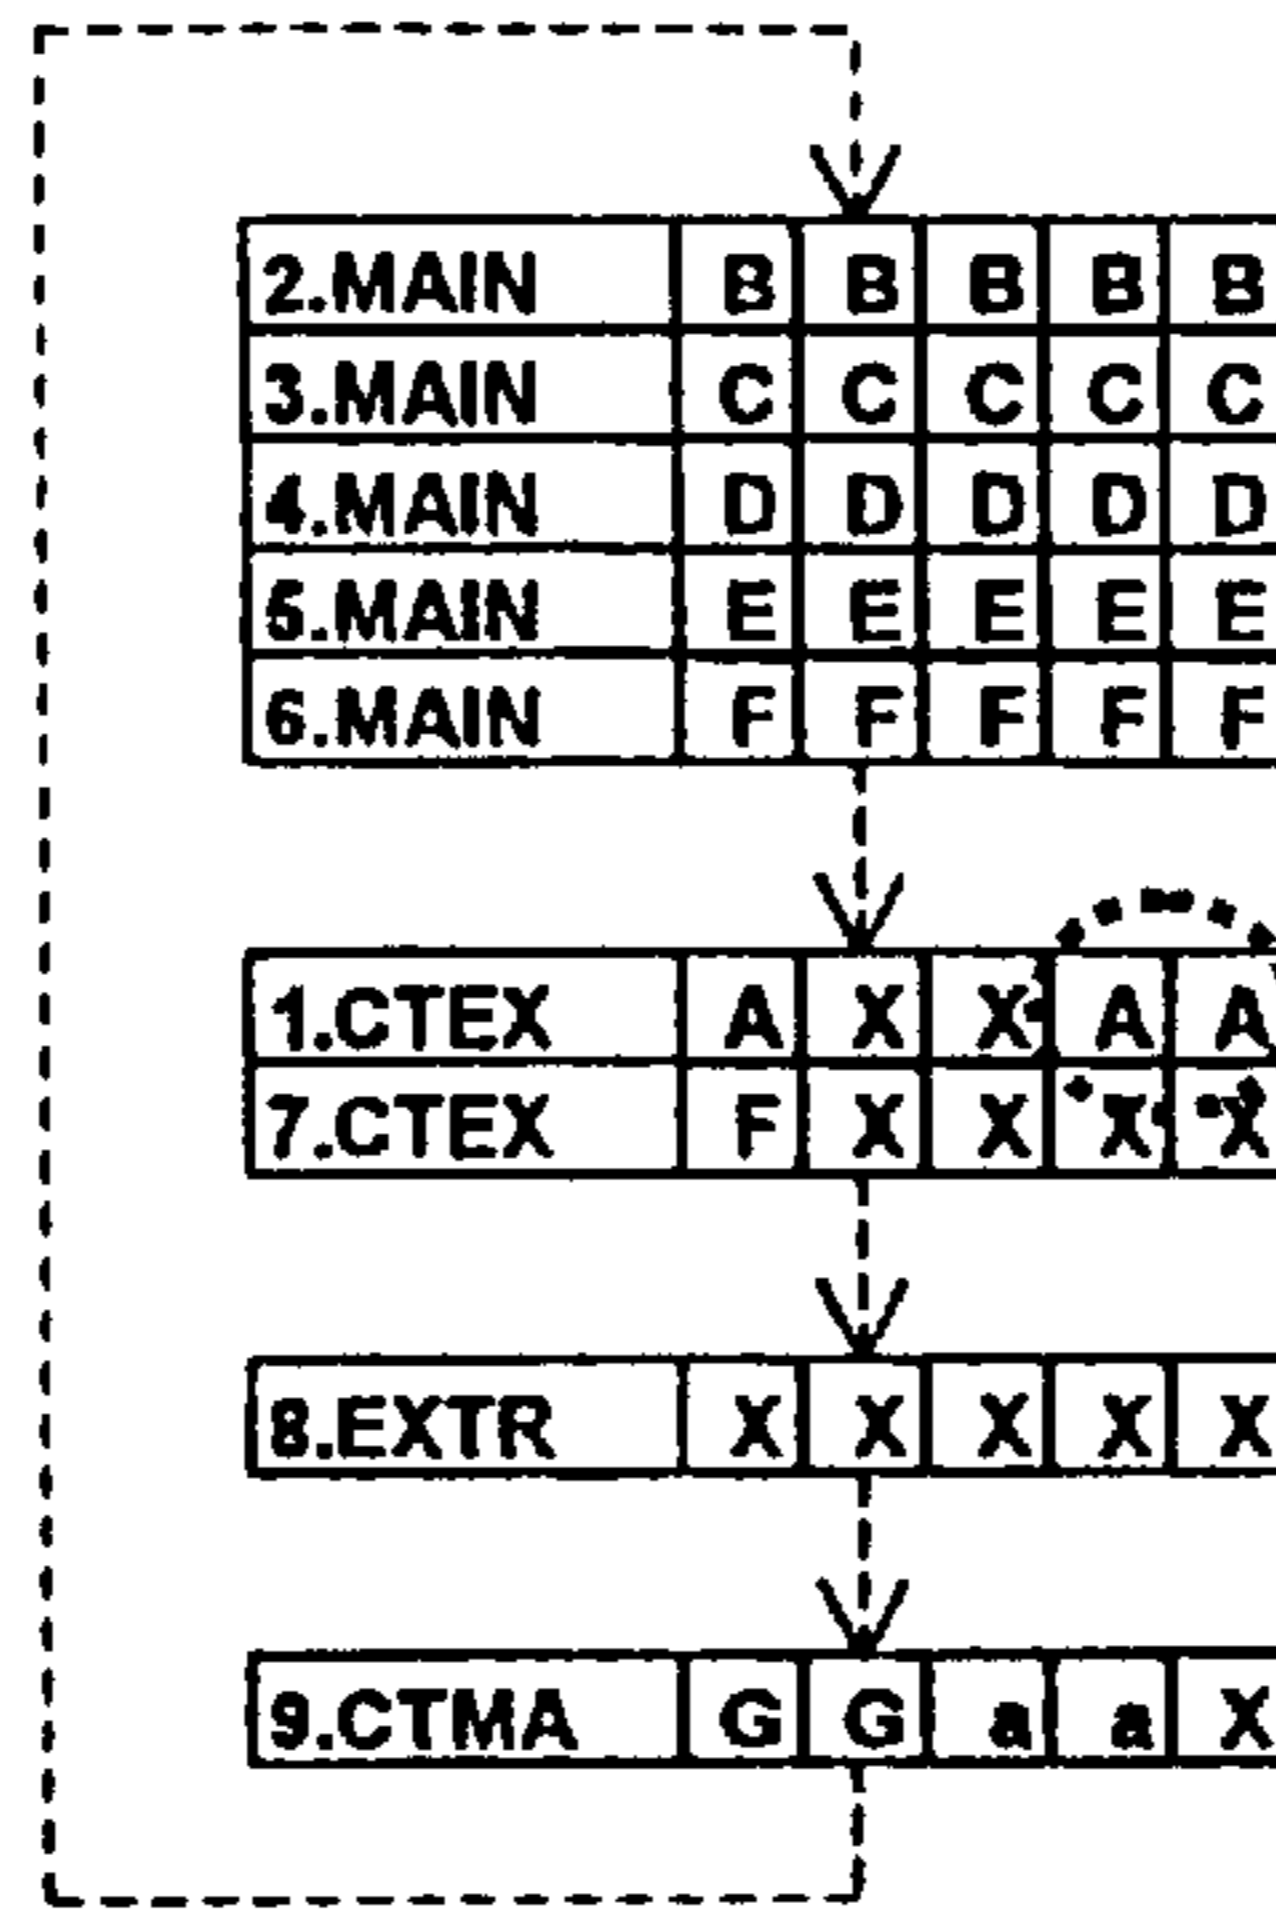 2.MAIN B B B B B
3.MAIN C C C C C
4.MAIN D D D D D
5.MAIN E E E E E
6.MAIN F F F F F
1.CTEX A X X A A
7.CTEX F X X X X
8.EXTR X X X X X
9.CTMA G G a a X